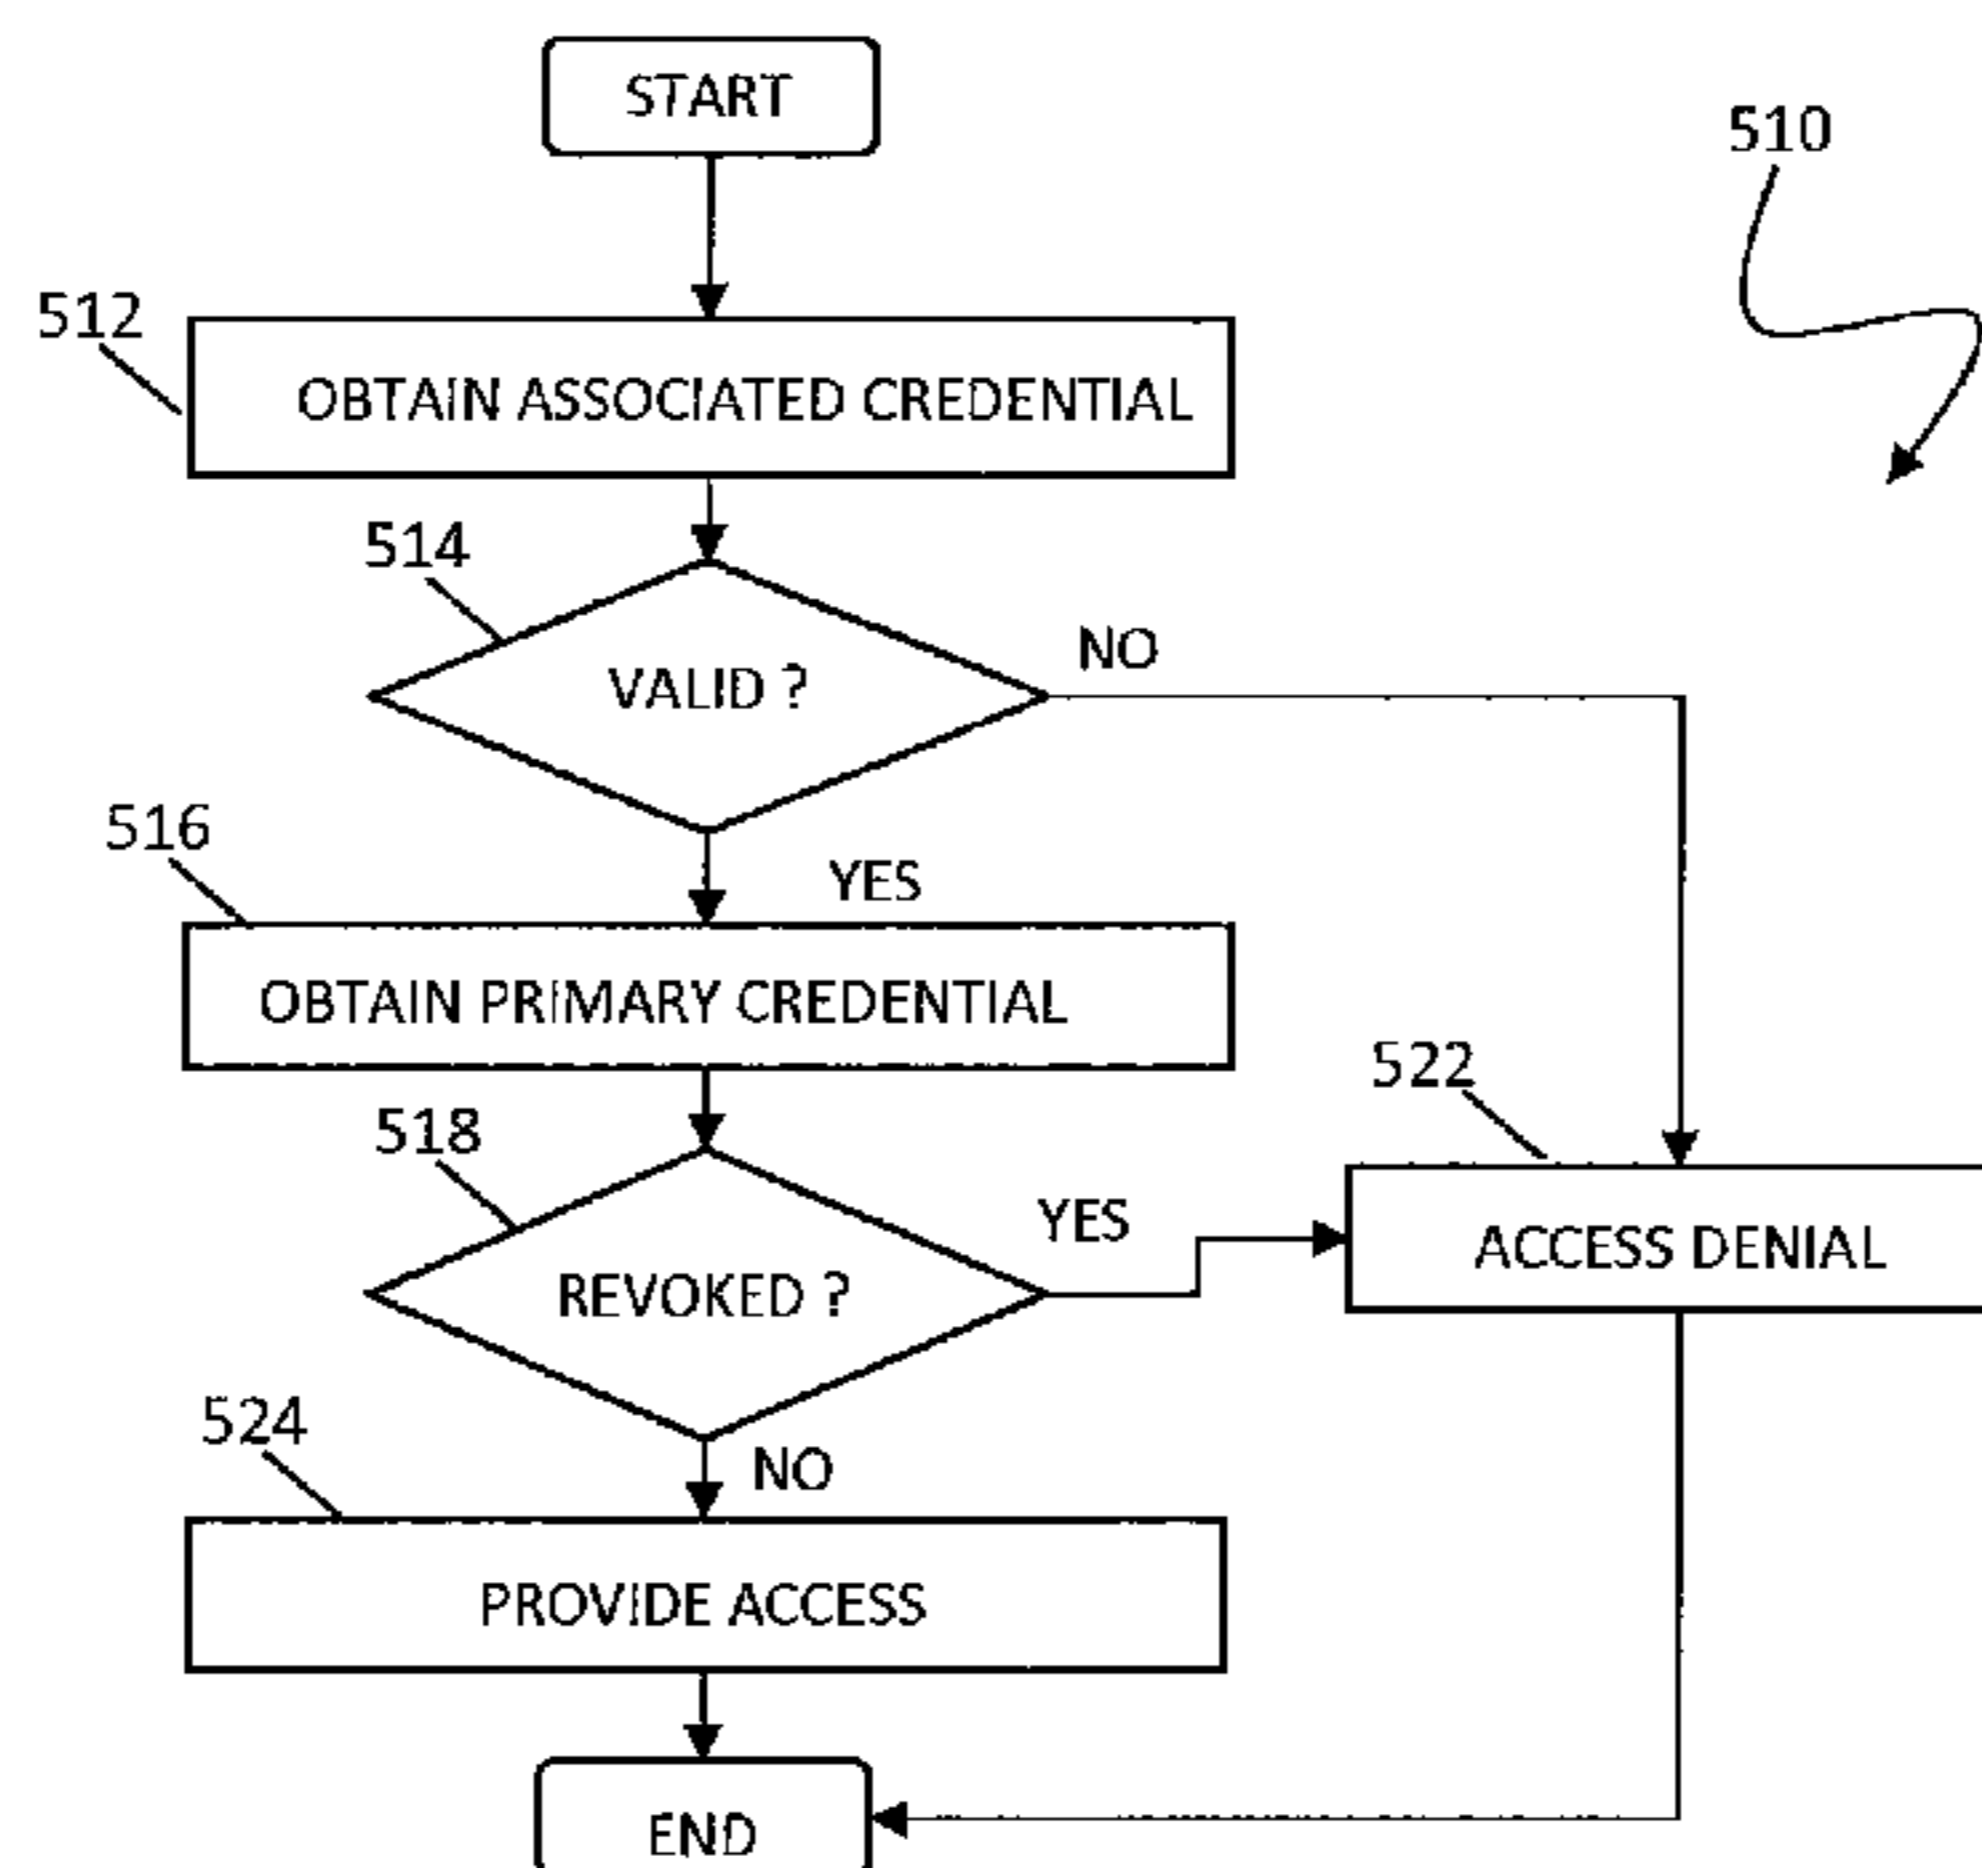 START
510
512
OBTAIN ASSOCIATED CREDENTIAL
514
NO
VALID ?
516
YES
OBTAIN PRIMARY CREDENTIAL
522
518
YES
ACCESS DENIAL
REVOKED ?
524
NO
PROVIDE ACCESS
END